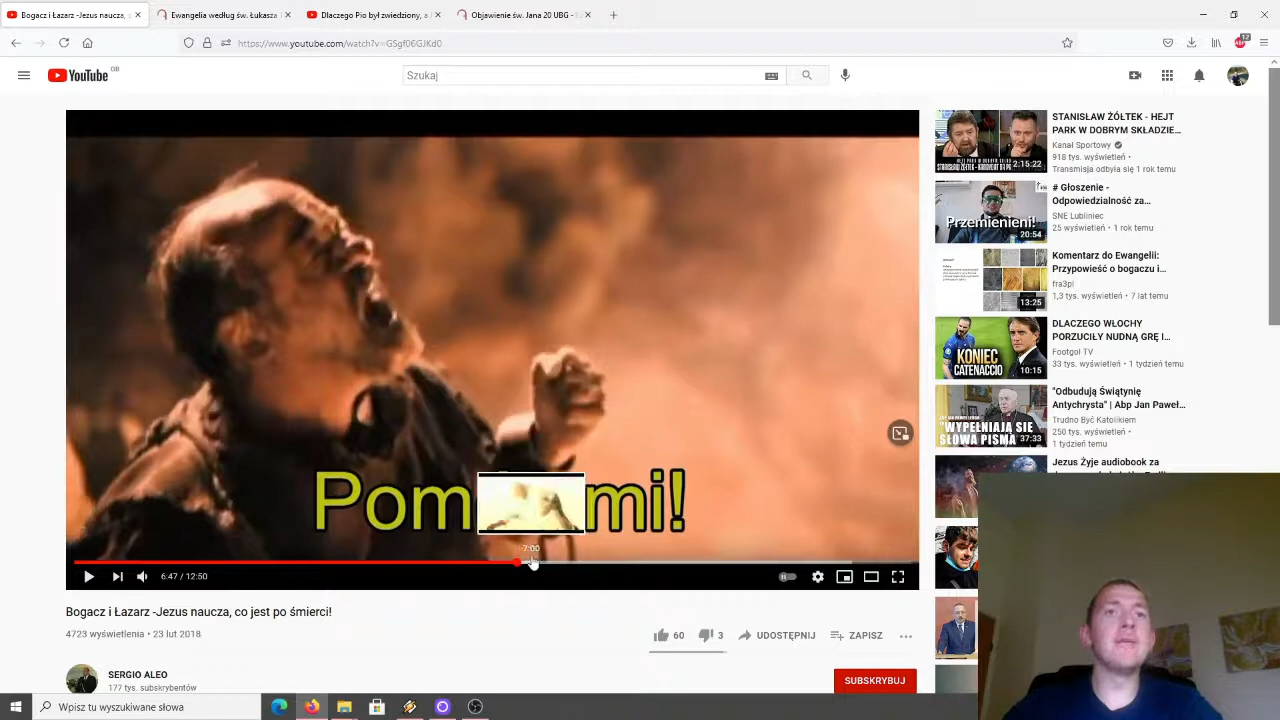 Bogacz i Łazarz -Jezus naucza,
Ewangelia według św. Łukasza
Dlaczego Pio był zwiedziony, a
Objawienie św. Jana 20 UBG - E
https://www.youtube.com/watch?v=GSgf06GJKd0
12
YouTube GB
Szukaj
Pom mi!
7:00
6:47 / 12:50
Bogacz i Łazarz -Jezus naucza, co jest po śmierci!
4723 wyświetlenia • 23 lut 2018
60
3
UDOSTĘPNIJ
ZAPISZ
SERGIO ALEO
177 tys. subskrybentów
SUBSKRYBUJ
STANISŁAW ŻÓŁTEK - HEJT
PARK W DOBRYM SKŁADZIE...
Kanał Sportowy
918 tys. wyświetleń •
Transmisja odbyła się 1 rok temu
2:15:22
# Głoszenie -
Odpowiedzialność za...
SNE Lubliniec
25 wyświetleń • 1 rok temu
Przemienieni!
20:54
Komentarz do Ewangelii:
Przypowieść o bogaczu i...
fra3pl
1,3 tys. wyświetleń • 7 lat temu
13:25
DLACZEGO WŁOCHY
PORZUCIŁY NUDNĄ GRĘ I...
Footgol TV
33 tys. wyświetleń • 1 tydzień temu
KONIEC
CATENACCIO
10:15
"Odbudują Świątynię
Antychrysta" | Abp Jan Paweł...
Trudno Być Katolikiem
250 tys. wyświetleń •
1 tydzień temu
"WYPEŁNIAJĄ SIĘ
SŁOWA PISMA
37:33
Jezus Żyje audiobook za
Wpisz tu wyszukiwane słowa